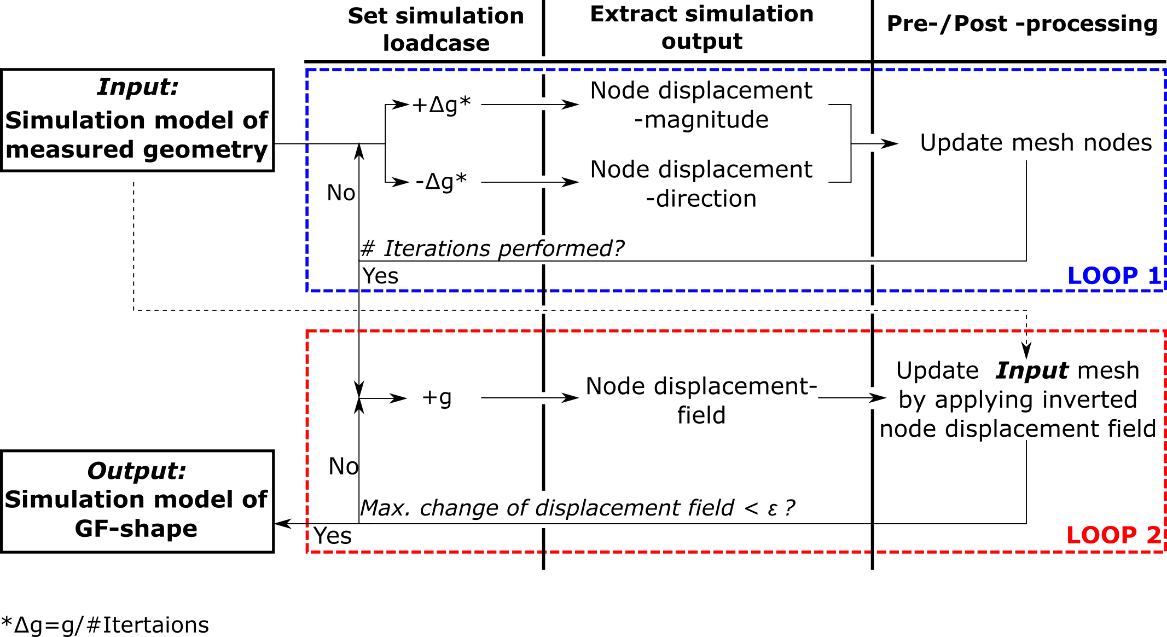 Set simulation
loadcase
Extract simulation
output
Pre-/Post -processing
Input:
Simulation model of
measured geometry
+Δg*
-Δg*
Node displacement
-magnitude
Node displacement
-direction
Update mesh nodes
No
# Iterations performed?
Yes
LOOP 1
+g
Node displacement-
field
Update Input mesh
by applying inverted
node displacement field
No
Max. change of displacement field < ε ?
Yes
LOOP 2
Output:
Simulation model of
GF-shape
*Δg=g/#Itertaions